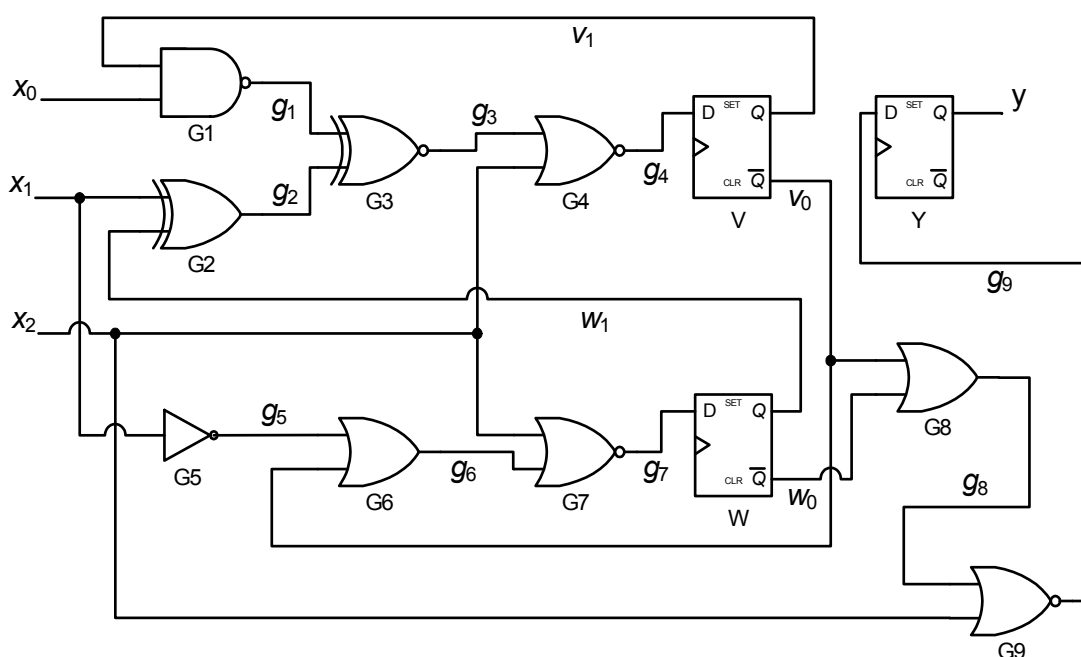 v1
x0
G1
g1
g3
G3
G4
g4
D SET Q
CLR Q
V
v0
D SET Q
CLR Q
Y
y
x1
G2
g2
g9
x2
w1
G5
g5
G6
g6
G7
g7
D SET Q
CLR Q
W
w0
G8
g8
G9